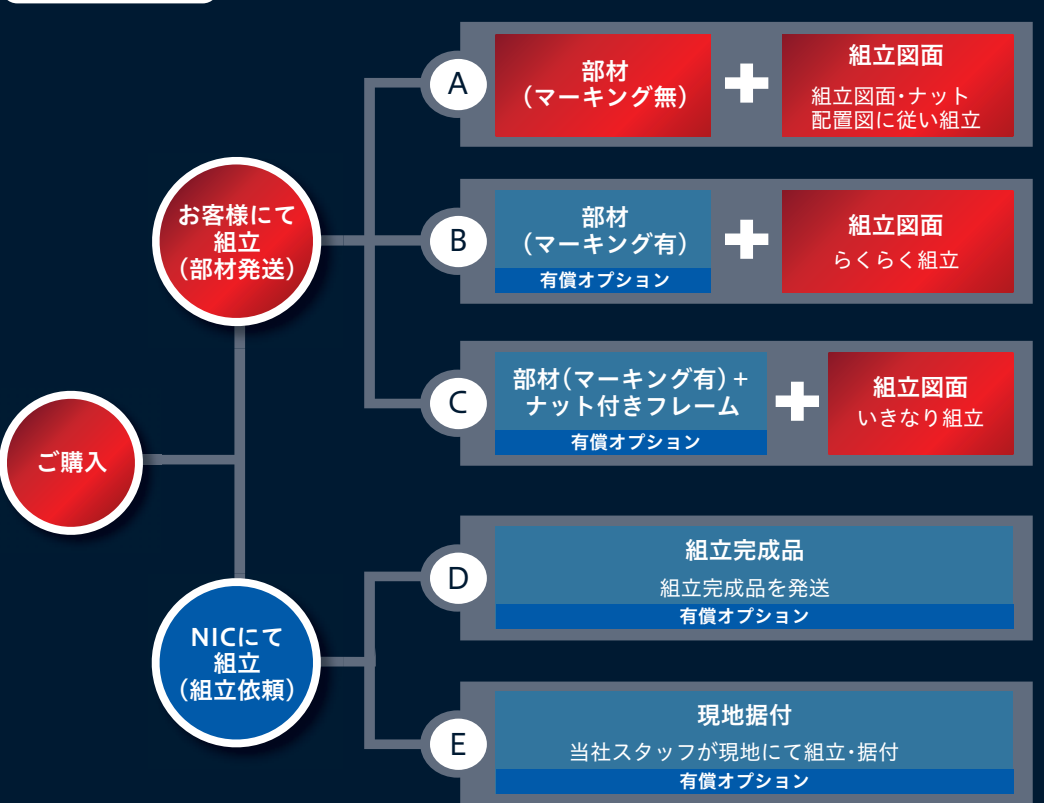 ご購入
お客様にて
組立
（部材発送）
A
部材
（マーキング無）
組立図面
組立図面・ナット
配置図に従い組立
B
部材
（マーキング有）
有償オプション
組立図面
らくらく組立
C
部材（マーキング有）+
ナット付きフレーム
有償オプション
組立図面
いきなり組立
NICにて
組立
（組立依頼）
D
組立完成品
組立完成品を発送
有償オプション
E
現地据付
当社スタッフが現地にて組立・据付
有償オプション